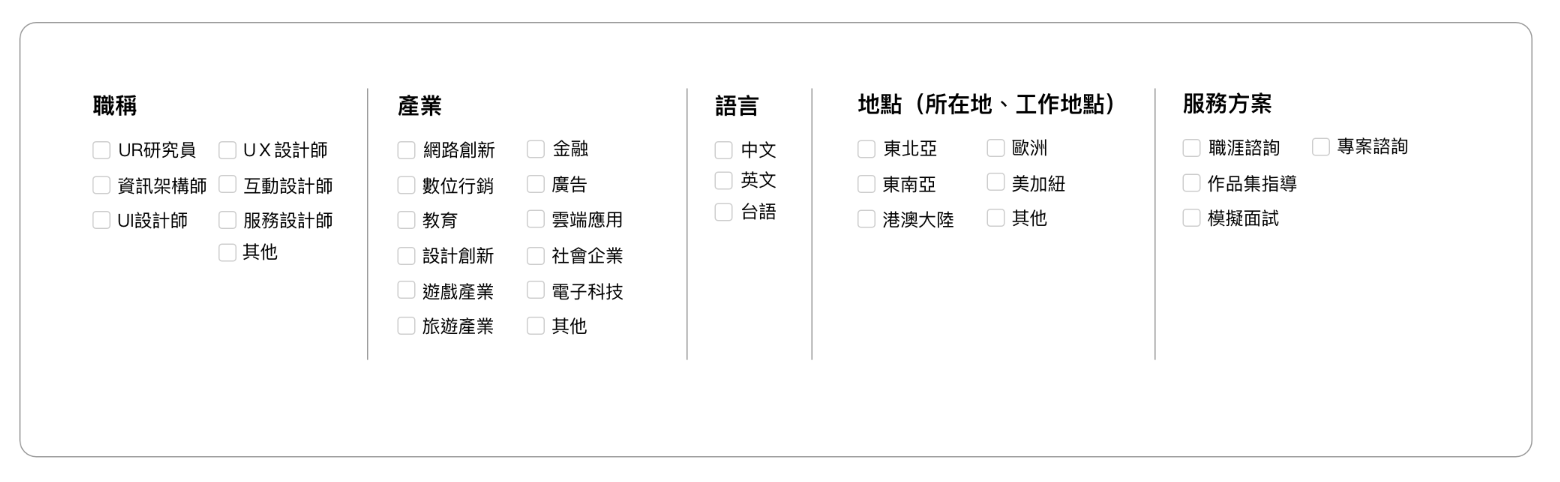 職稱
UR研究員
UX設計師
資訊架構師
互動設計師
UI設計師
服務設計師
其他
產業
網路創新
金融
數位行銷
廣告
教育
雲端應用
設計創新
社會企業
遊戲產業
電子科技
旅遊產業
其他
語言
中文
英文
台語
地點（所在地、工作地點）
東北亞
歐洲
東南亞
美加紐
港澳大陸
其他
服務方案
職涯諮詢
專案諮詢
作品集指導
模擬面試